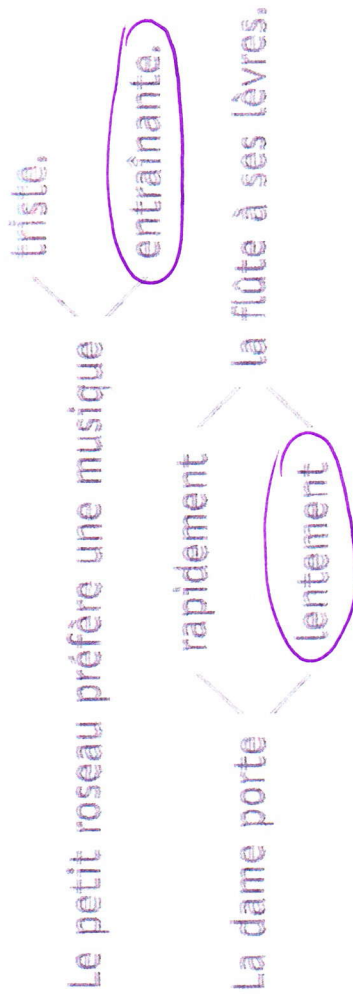 triste.
Le petit roseau préfère une musique
entraînante.
rapidement
La dame porte la flûte à ses lèvres.
lentement